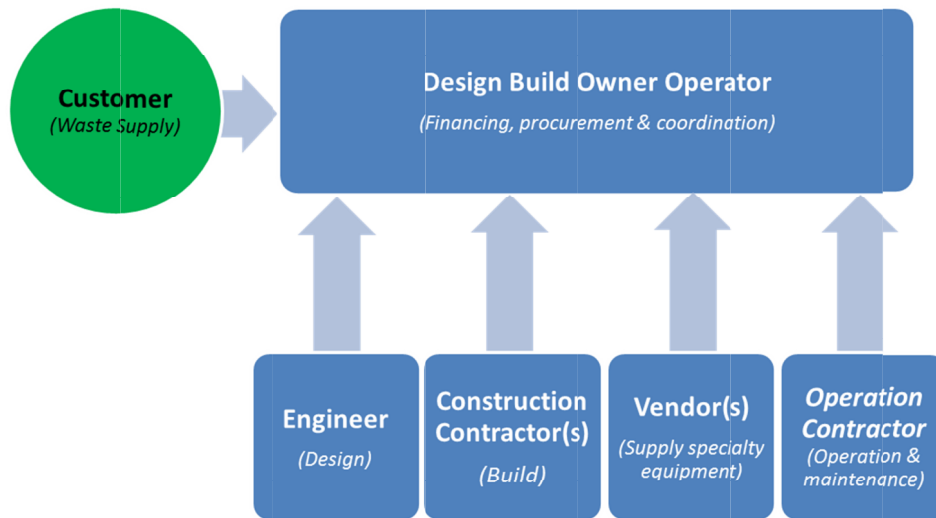 Customer
(Waste Supply)
Design Build Owner Operator
(Financing, procurement & coordination)
Engineer
(Design)
Construction
Contractor(s)
(Build)
Vendor(s)
(Supply specialty
equipment)
Operation
Contractor
(Operation &
maintenance)